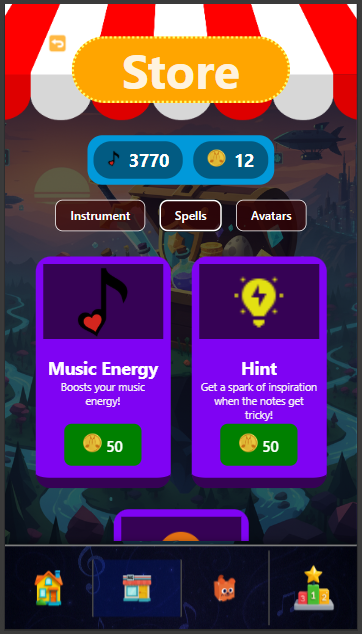 Store
3770 12
Instrument Spells Avatars
Music Energy
Boosts your music
energy!
50
Hint
Get a spark of inspiration
when the notes get
tricky!
50
2 1 3